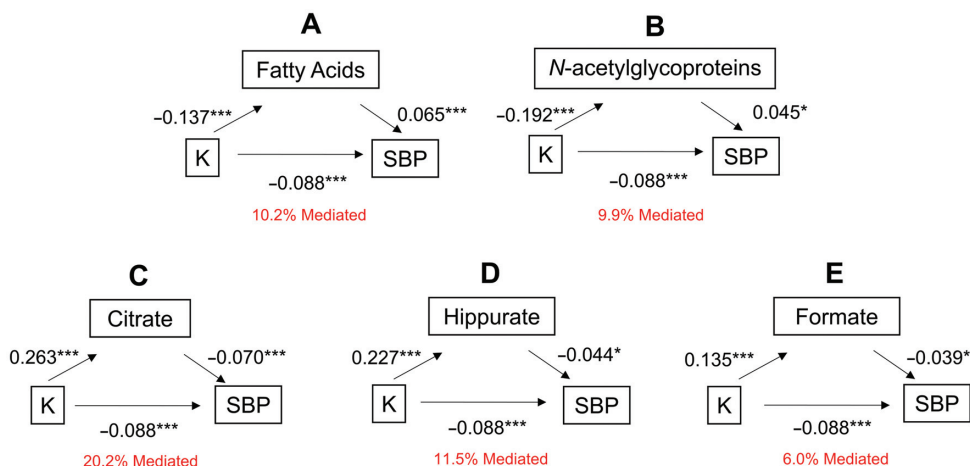 A
B
Fatty Acids
N-acetylglycoproteins
–0.137***
0.065***
–0.192***
0.045*
K
SBP
K
SBP
–0.088***
–0.088***
10.2% Mediated
9.9% Mediated
C
D
E
Citrate
Hippurate
Formate
0.263***
–0.070***
0.227***
–0.044*
0.135***
–0.039*
K
SBP
K
SBP
K
SBP
–0.088***
–0.088***
–0.088***
20.2% Mediated
11.5% Mediated
6.0% Mediated